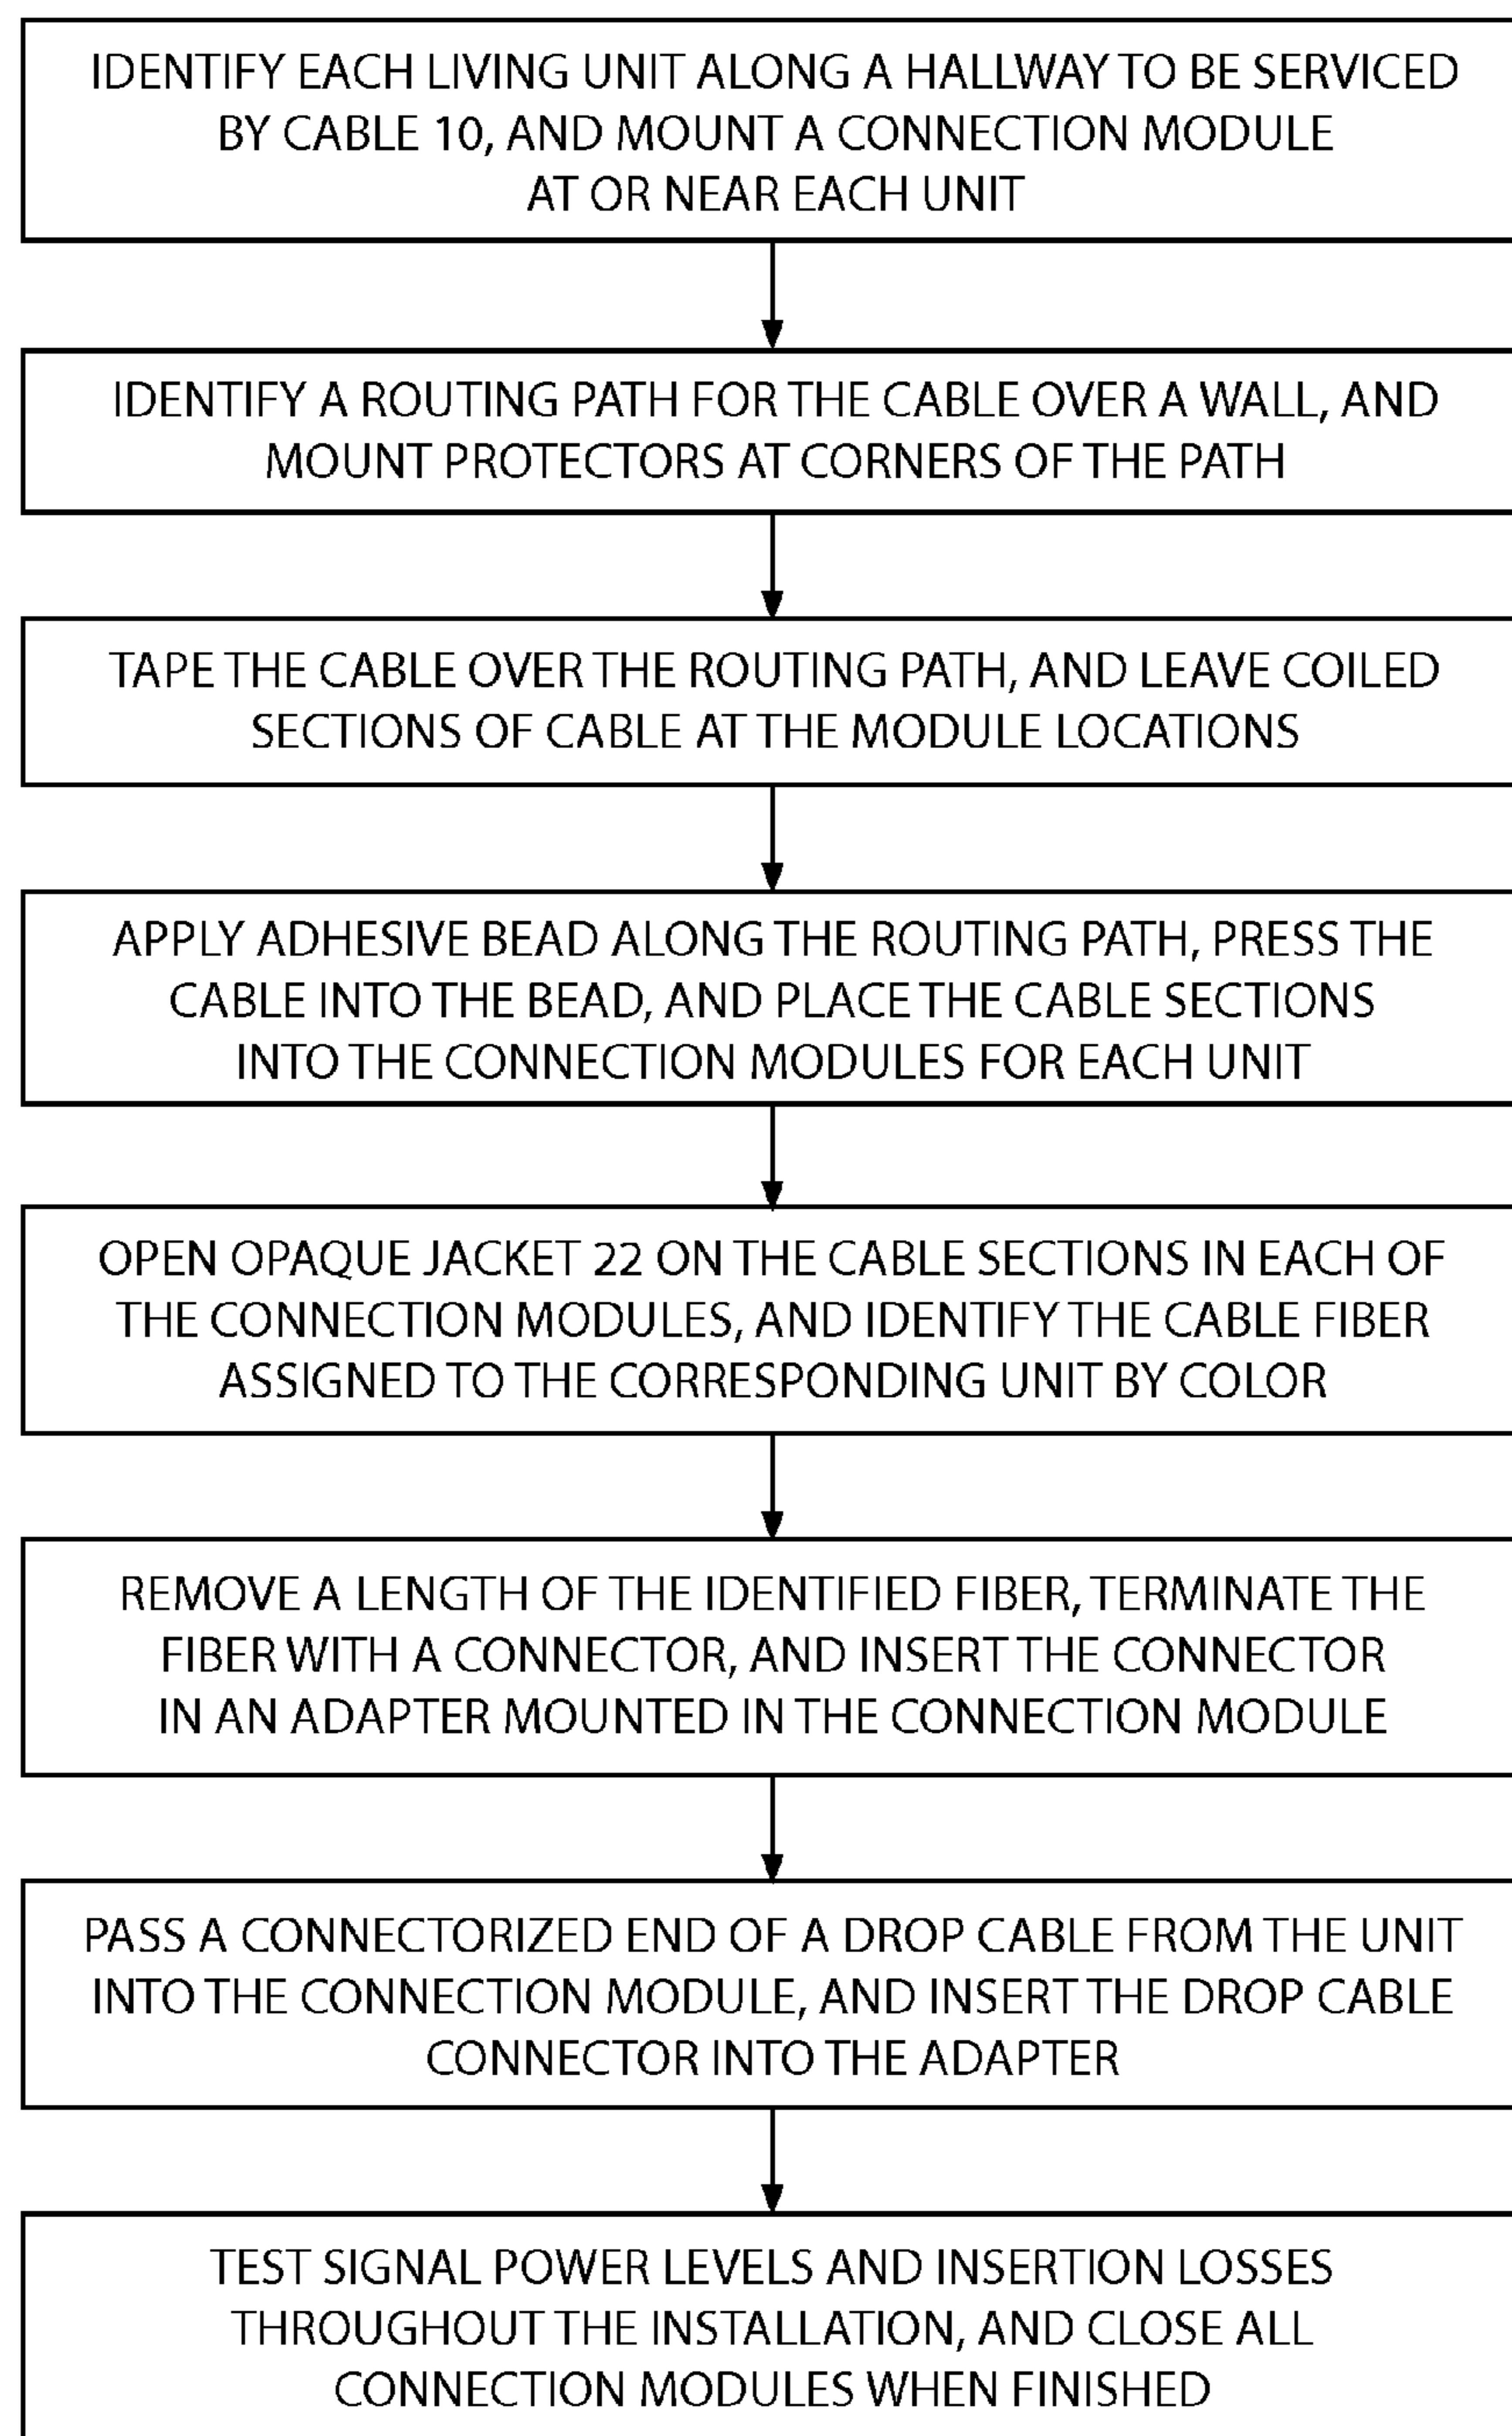 IDENTIFY EACH LIVING UNIT ALONG A HALLWAY TO BE SERVICED
BY CABLE 10, AND MOUNT A CONNECTION MODULE
AT OR NEAR EACH UNIT
IDENTIFY A ROUTING PATH FOR THE CABLE OVER A WALL, AND
MOUNT PROTECTORS AT CORNERS OF THE PATH
TAPE THE CABLE OVER THE ROUTING PATH, AND LEAVE COILED
SECTIONS OF CABLE AT THE MODULE LOCATIONS
APPLY ADHESIVE BEAD ALONG THE ROUTING PATH, PRESS THE
CABLE INTO THE BEAD, AND PLACE THE CABLE SECTIONS
INTO THE CONNECTION MODULES FOR EACH UNIT
OPEN OPAQUE JACKET 22 ON THE CABLE SECTIONS IN EACH OF
THE CONNECTION MODULES, AND IDENTIFY THE CABLE FIBER
ASSIGNED TO THE CORRESPONDING UNIT BY COLOR
REMOVE A LENGTH OF THE IDENTIFIED FIBER, TERMINATE THE
FIBER WITH A CONNECTOR, AND INSERT THE CONNECTOR
IN AN ADAPTER MOUNTED IN THE CONNECTION MODULE
PASS A CONNECTORIZED END OF A DROP CABLE FROM THE UNIT
INTO THE CONNECTION MODULE, AND INSERT THE DROP CABLE
CONNECTOR INTO THE ADAPTER
TEST SIGNAL POWER LEVELS AND INSERTION LOSSES
THROUGHOUT THE INSTALLATION, AND CLOSE ALL
CONNECTION MODULES WHEN FINISHED